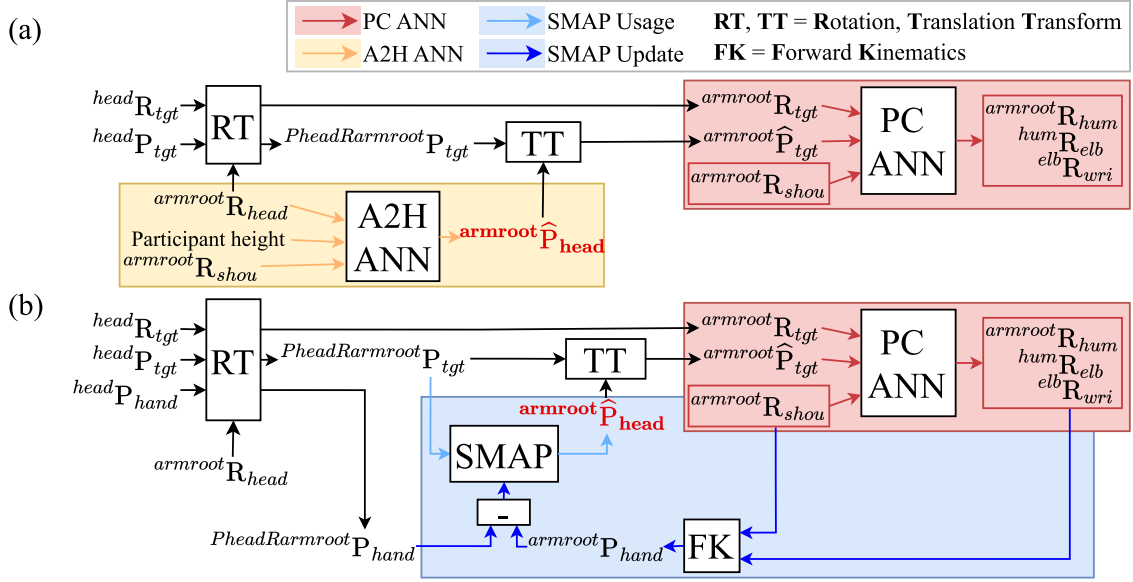 (a)
PC ANN
SMAP Usage
RT, TT = Rotation, Translation Transform
A2H ANN
SMAP Update
FK = Forward Kinematics
headRtgt
headPtgt
RT
PheadRarmrootPtgt
TT
armrootRtgt
armrootP̂tgt
armrootRshou
PC
ANN
armrootRhum
humRelb
elbRwri
armrootRhead
Participant height
armrootRshou
A2H
ANN
armrootP̂head
(b)
headRtgt
headPtgt
headPhand
RT
PheadRarmrootPtgt
TT
armrootRtgt
armrootP̂tgt
armrootRshou
PC
ANN
armrootRhum
humRelb
elbRwri
armrootP̂head
armrootRhead
SMAP
-
PheadRarmrootPhand
armrootPhand
FK